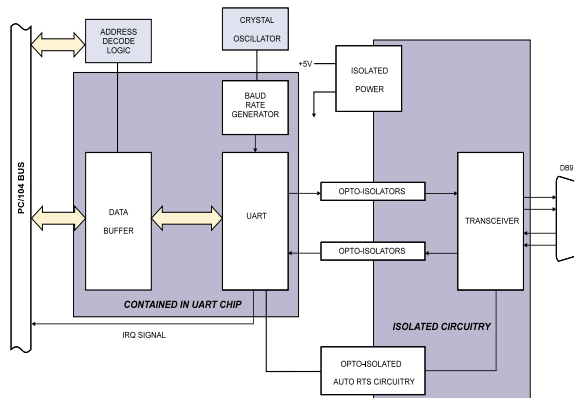 PC/104 BUS
ADDRESS
DECODE
LOGIC
CRYSTAL
OSCILLATOR
+5V
ISOLATED
POWER
BAUD
RATE
GENERATOR
DATA
BUFFER
UART
OPTO-ISOLATORS
OPTO-ISOLATORS
TRANSCEIVER
DB9
CONTAINED IN UART CHIP
ISOLATED CIRCUITRY
IRQ SIGNAL
OPTO-ISOLATED
AUTO RTS CIRCUITRY